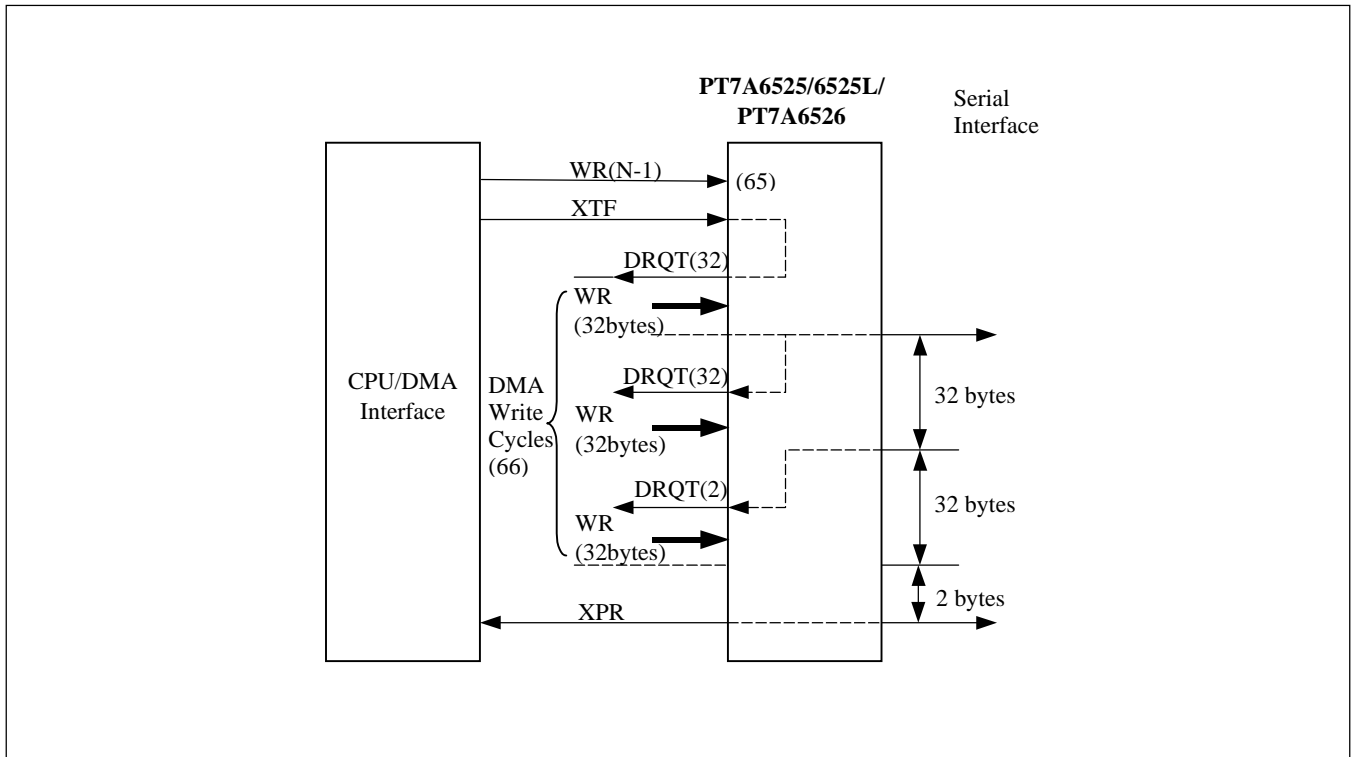 PT7A6525/6525L/
PT7A6526
Serial
Interface
WR(N-1)
(65)
XTF
DRQT(32)
WR
(32bytes)
CPU/DMA
Interface
DMA
Write
Cycles
(66)
DRQT(32)
WR
(32bytes)
32 bytes
DRQT(2)
WR
(32bytes)
32 bytes
2 bytes
XPR